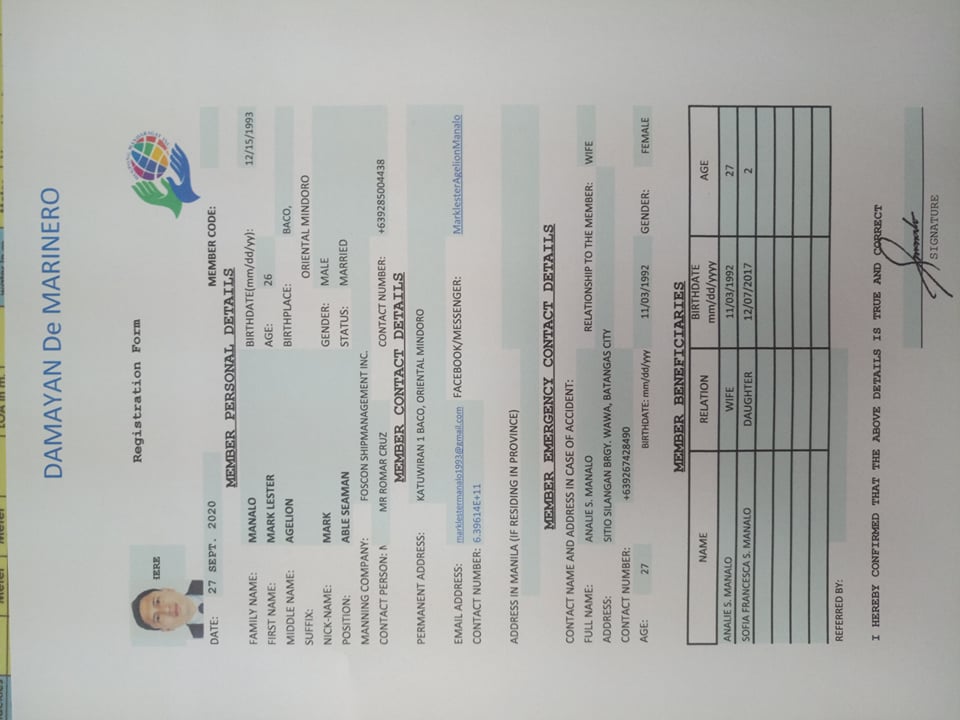 DAMAYAN De MARINERO
Registration Form
HERE
DATE: 27 SEPT. 2020 MEMBER CODE:
MEMBER PERSONAL DETAILS
FAMILY NAME: MANALO BIRTHDATE(mm/dd/yy): 12/15/1993
FIRST NAME: MARK LESTER AGE: 26
MIDDLE NAME: AGELION BIRTHPLACE: BACO,
SUFFIX: ORIENTAL MINDORO
NICK-NAME: MARK GENDER: MALE
POSITION: ABLE SEAMAN STATUS: MARRIED
MANNING COMPANY: FOSCON SHIPMANAGEMENT INC.
CONTACT PERSON: MR ROMAR CRUZ CONTACT NUMBER: +639285004438
MEMBER CONTACT DETAILS
PERMANENT ADDRESS: KATUWIRAN 1 BACO, ORIENTAL MINDORO
EMAIL ADDRESS: marklestermanalo1993@gmail.com FACEBOOK/MESSENGER: MarklesterAgelionManalo
CONTACT NUMBER: 6.39614E+11
ADDRESS IN MANILA (IF RESIDING IN PROVINCE)
MEMBER EMERGENCY CONTACT DETAILS
CONTACT NAME AND ADDRESS IN CASE OF ACCIDENT:
FULL NAME: ANALIE S. MANALO RELATIONSHIP TO THE MEMBER: WIFE
ADDRESS: SITIO SILANGAN BRGY. WAWA, BATANGAS CITY
CONTACT NUMBER: +639267428490
AGE: 27 BIRTHDATE: mm/dd/yyy 11/03/1992 GENDER: FEMALE
MEMBER BENEFICIARIES
NAME RELATION BIRTHDATE mm/dd/yyyy AGE
ANALIE S. MANALO WIFE 11/03/1992 27
SOFIA FRANCESCA S. MANALO DAUGHTER 12/07/2017 2
REFERRED BY:
I HEREBY CONFIRMED THAT THE ABOVE DETAILS IS TRUE AND CORRECT
SIGNATURE